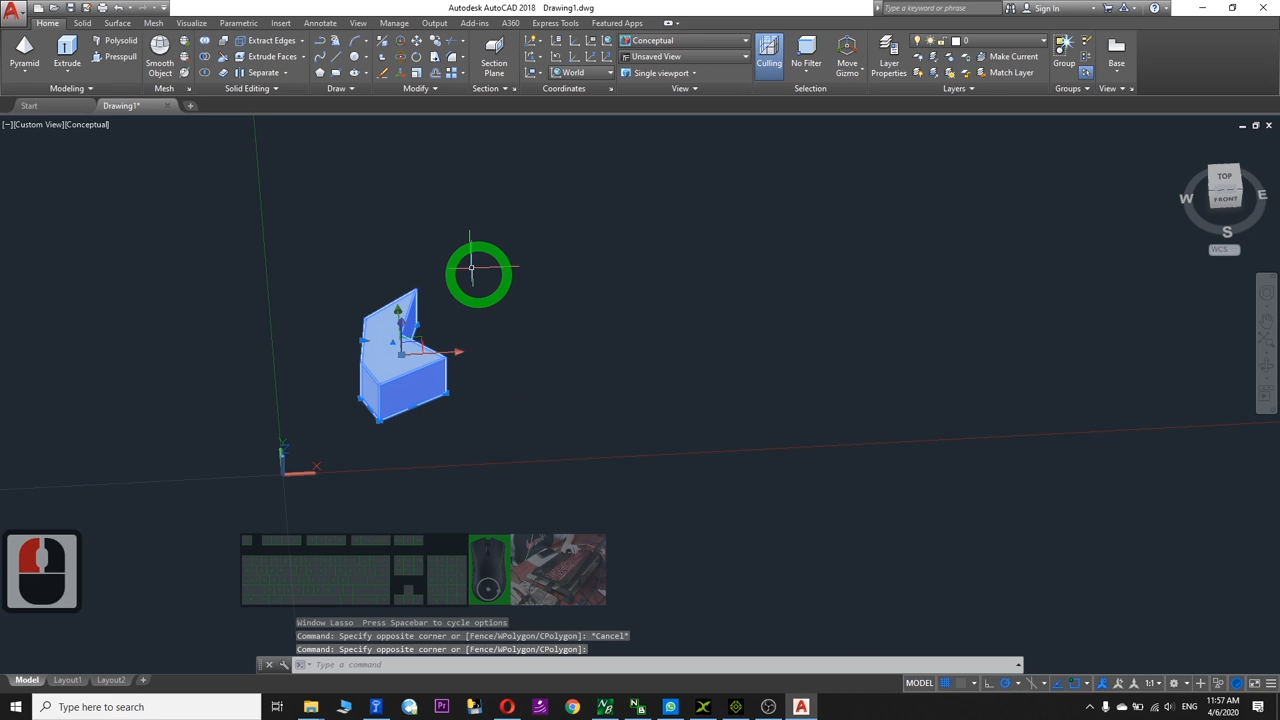 Autodesk AutoCAD 2018 Drawing1.dwg
Type a keyword or phrase
Sign In
Home Solid Surface Mesh Visualize Parametric Insert Annotate View Manage Output Add-ins A360 Express Tools Featured Apps
Pyramid
Extrude
Polysolid
Presspull
Smooth Object
Extract Edges
Extrude Faces
Separate
Section Plane
World
Conceptual
Unsaved View
Single viewport
Culling
No Filter
Move Gizmo
Layer Properties
0
Make Current
Match Layer
Group
Base
Modeling
Mesh
Solid Editing
Draw
Modify
Section
Coordinates
View
Selection
Layers
Groups
View
Start
Drawing1*
[−][Custom View][Conceptual]
TOP
FRONT
W
E
S
WCS
X
Window Lasso Press Spacebar to cycle options
Command: Specify opposite corner or [Fence/WPolygon/CPolygon]: *Cancel*
Command: Specify opposite corner or [Fence/WPolygon/CPolygon]:
Type a command
Model Layout1 Layout2
MODEL
1:1
Type here to search
ENG
11:57 AM
4/6/2020